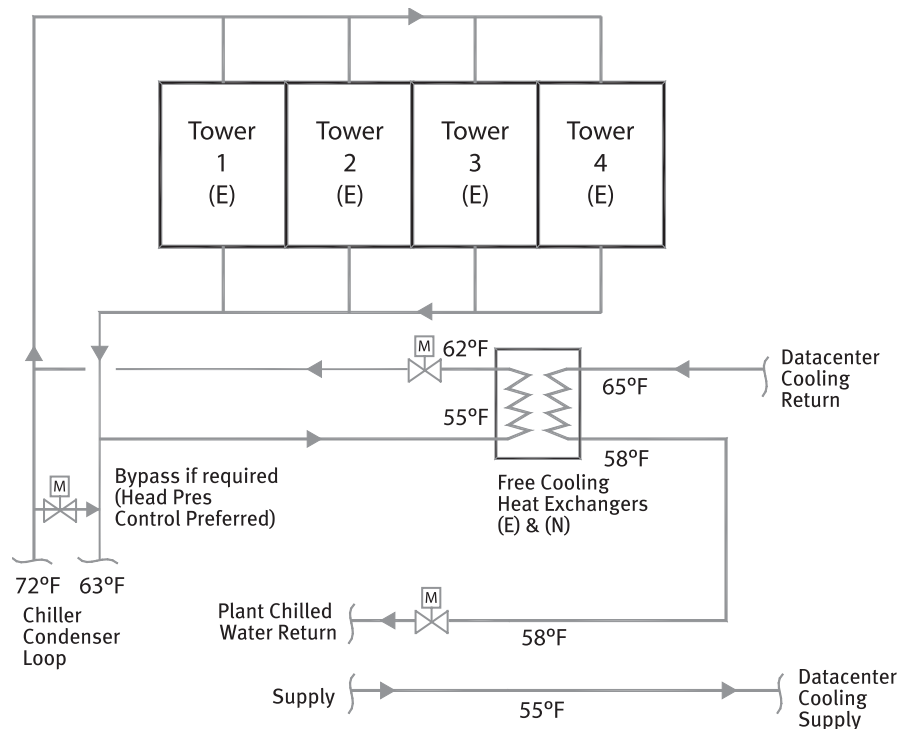 Tower
1
(E)
Tower
2
(E)
Tower
3
(E)
Tower
4
(E)
M
62ºF
55ºF
65ºF
58ºF
Datacenter
Cooling
Return
Free Cooling
Heat Exchangers
(E) & (N)
M
Bypass if required
(Head Pres
Control Preferred)
72ºF
63ºF
Chiller
Condenser
Loop
Plant Chilled
Water Return
M
58ºF
Supply
55ºF
Datacenter
Cooling
Supply